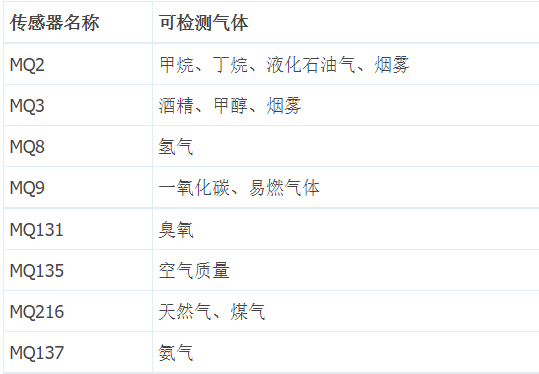 传感器名称 可检测气体
MQ2 甲烷、丁烷、液化石油气、烟雾
MQ3 酒精、甲醇、烟雾
MQ8 氢气
MQ9 一氧化碳、易燃气体
MQ131 臭氧
MQ135 空气质量
MQ216 天然气、煤气
MQ137 氨气